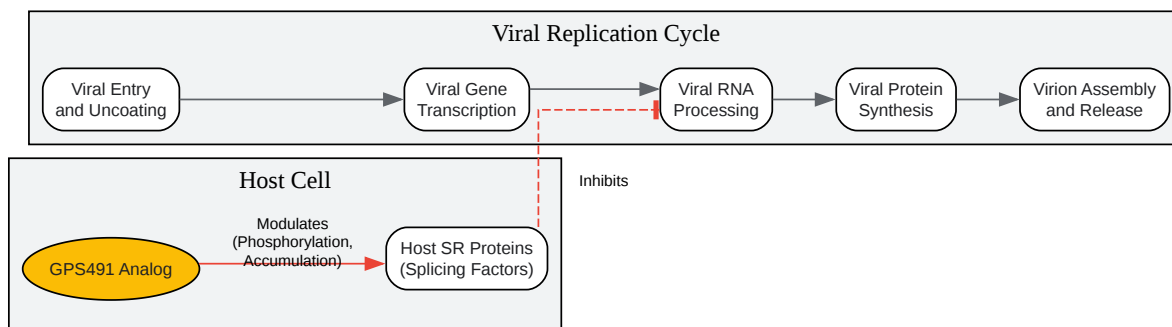 Viral Replication Cycle
Viral Entry
and Uncoating
Viral Gene
Transcription
Viral RNA
Processing
Viral Protein
Synthesis
Virion Assembly
and Release
Host Cell
Inhibits
GPS491 Analog
Modulates
(Phosphorylation,
Accumulation)
Host SR Proteins
(Splicing Factors)